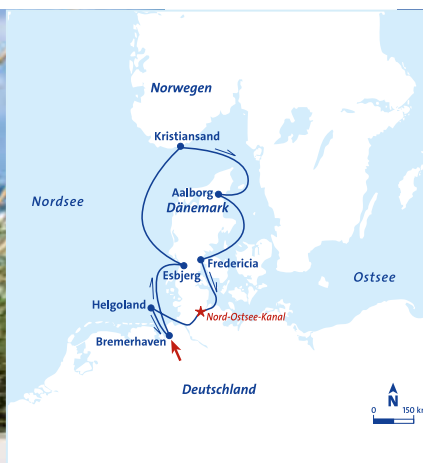 Norwegen
Kristiansand
Nordsee
Aalborg
Dänemark
Fredericia
Esbjerg
Ostsee
Helgoland
Nord-Ostsee-Kanal
Bremerhaven
Deutschland
N
0 150 km